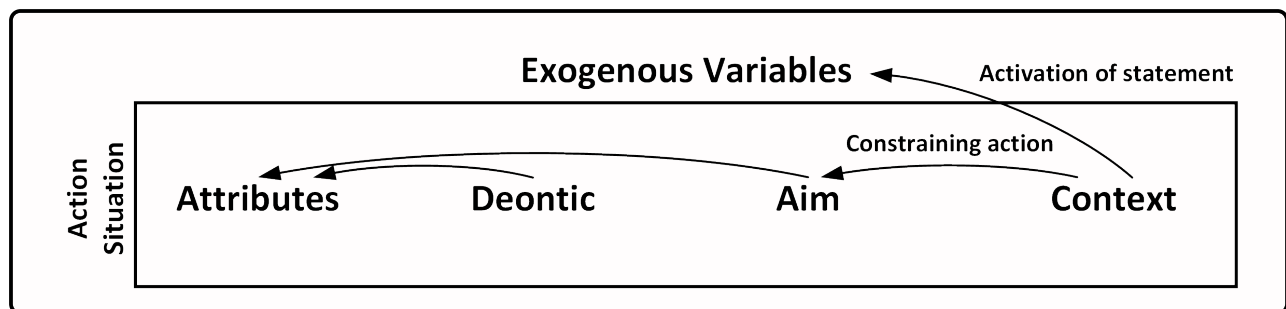 Exogenous Variables
Activation of statement
Constraining action
Action
Situation
Attributes Deontic Aim Context